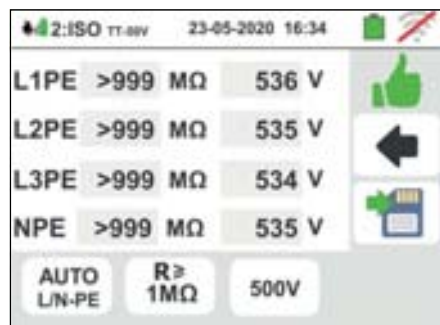 2:ISO TT-88V 23-05-2020 16:34
L1PE >999 MΩ 536 V
L2PE >999 MΩ 535 V
L3PE >999 MΩ 534 V
NPE >999 MΩ 535 V
AUTO L/N-PE
R≥ 1MΩ
500V